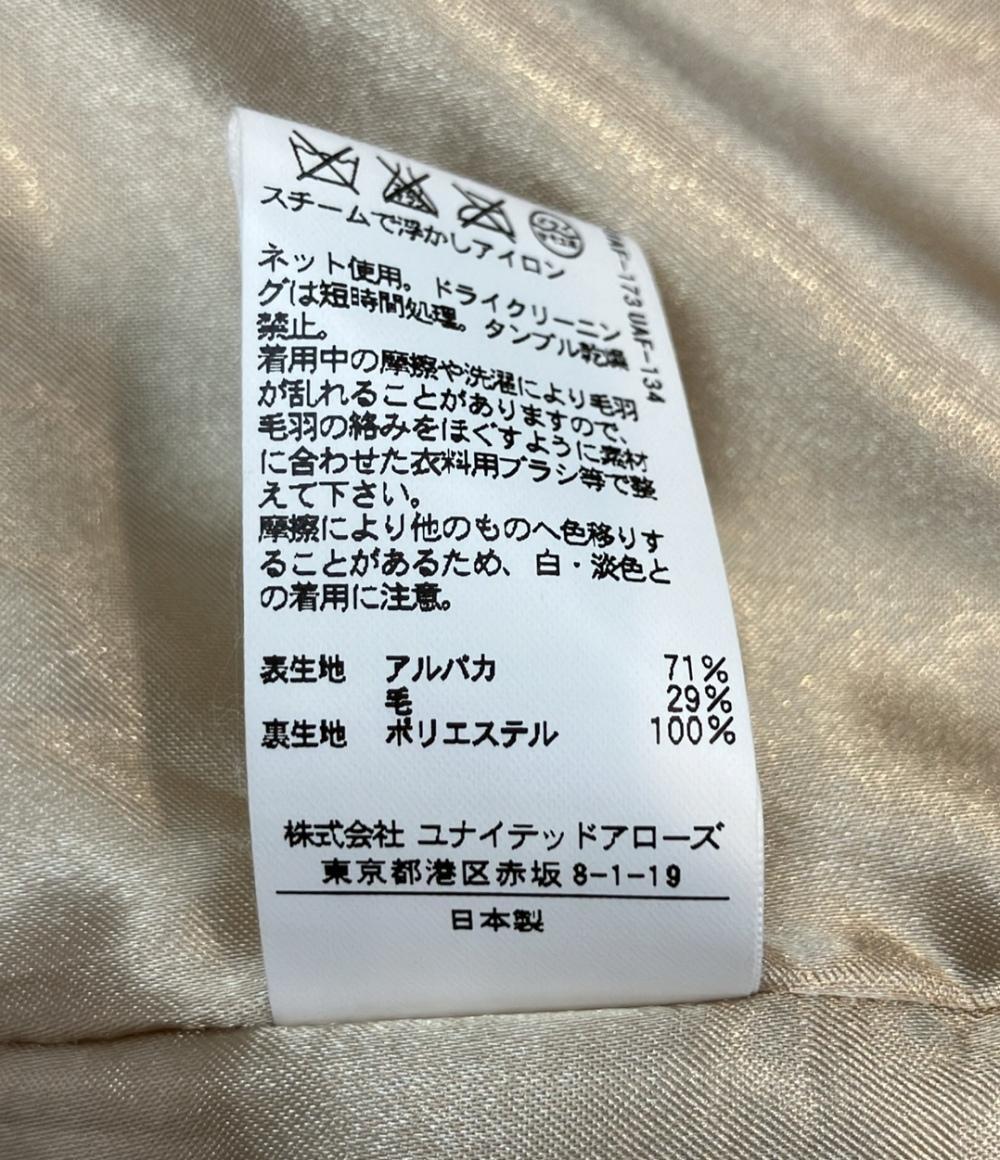 スチームで浮かしアイロン
ネット使用。ドライクリーニン
グは短時間処理。タンブル乾燥
禁止。
着用中の摩擦や洗濯により毛羽
が乱れることがありますので、
毛羽の絡みをほぐすように素材
に合わせた衣料用ブラシ等で整
えて下さい。
摩擦により他のものへ色移りす
ることがあるため、白・淡色と
の着用に注意。
表生地 アルパカ 71%
毛 29%
裏生地 ポリエステル 100%
株式会社 ユナイテッドアローズ
東京都港区赤坂 8-1-19
日本製
-173 UAF-134